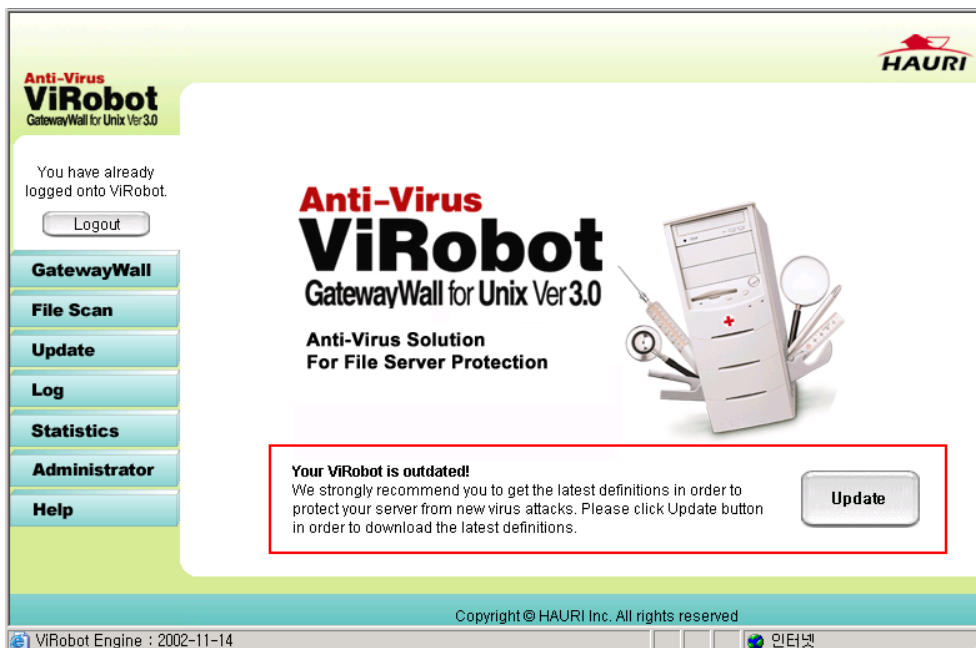 HAURI
Anti-Virus
ViRobot
GatewayWall for Unix Ver 3.0
You have already
logged onto ViRobot.
Logout
GatewayWall
File Scan
Update
Log
Statistics
Administrator
Help
Anti-Virus
ViRobot
GatewayWall for Unix Ver 3.0
Anti-Virus Solution
For File Server Protection
Your ViRobot is outdated!
We strongly recommend you to get the latest definitions in order to
protect your server from new virus attacks. Please click Update button
in order to download the latest definitions.
Update
Copyright © HAURI Inc. All rights reserved
ViRobot Engine : 2002-11-14
인터넷